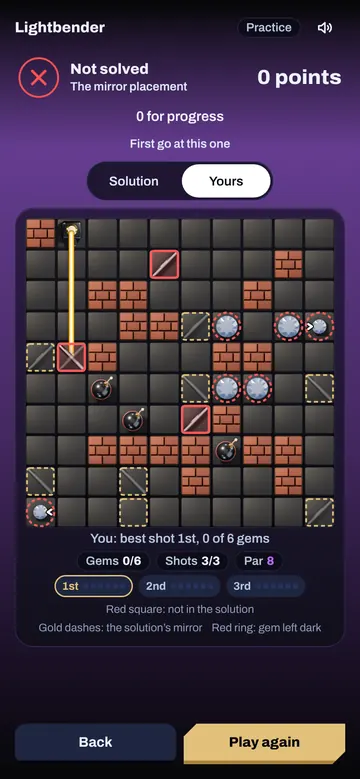 Lightbender
Practice
Not solved
The mirror placement
0 points
0 for progress
First go at this one
Solution
Yours
You: best shot 1st, 0 of 6 gems
Gems 0/6
Shots 3/3
Par 8
1st
2nd
3rd
Red square: not in the solution
Gold dashes: the solution's mirror
Red ring: gem left dark
Back
Play again